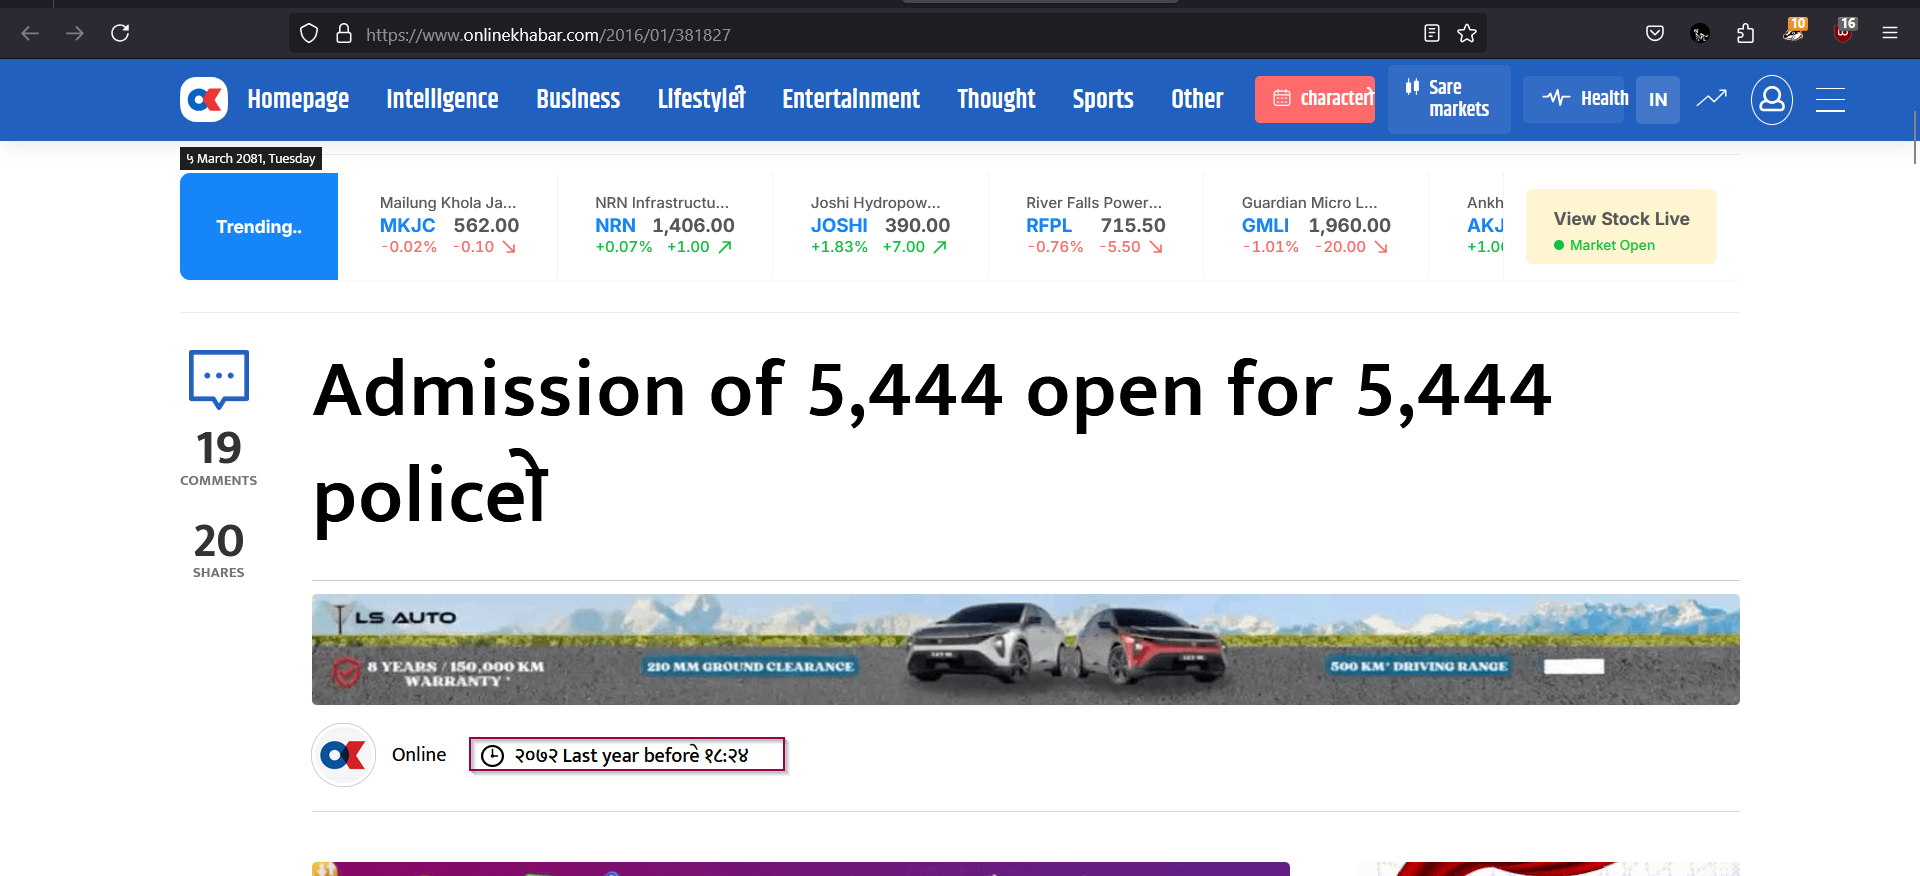 https://www.onlinekhabar.com/2016/01/381827
10
16
Homepage Intelligence Business Lifestyleी Entertainment Thought Sports Other characterो Sare markets Health IN
५ March 2081, Tuesday
Trending..
Mailung Khola Ja...
MKJC 562.00
-0.02% -0.10
NRN Infrastructu...
NRN 1,406.00
+0.07% +1.00
Joshi Hydropow...
JOSHI 390.00
+1.83% +7.00
River Falls Power...
RFPL 715.50
-0.76% -5.50
Guardian Micro L...
GMLI 1,960.00
-1.01% -20.00
Ankh
AKJ
+1.0
View Stock Live
Market Open
19
COMMENTS
20
SHARES
Admission of 5,444 open for 5,444
policeो
LS AUTO
8 YEARS / 150,000 KM
WARRANTY *
210 MM GROUND CLEARANCE
500 KM* DRIVING RANGE
Online
२०७२ Last year beforeे १८:२४